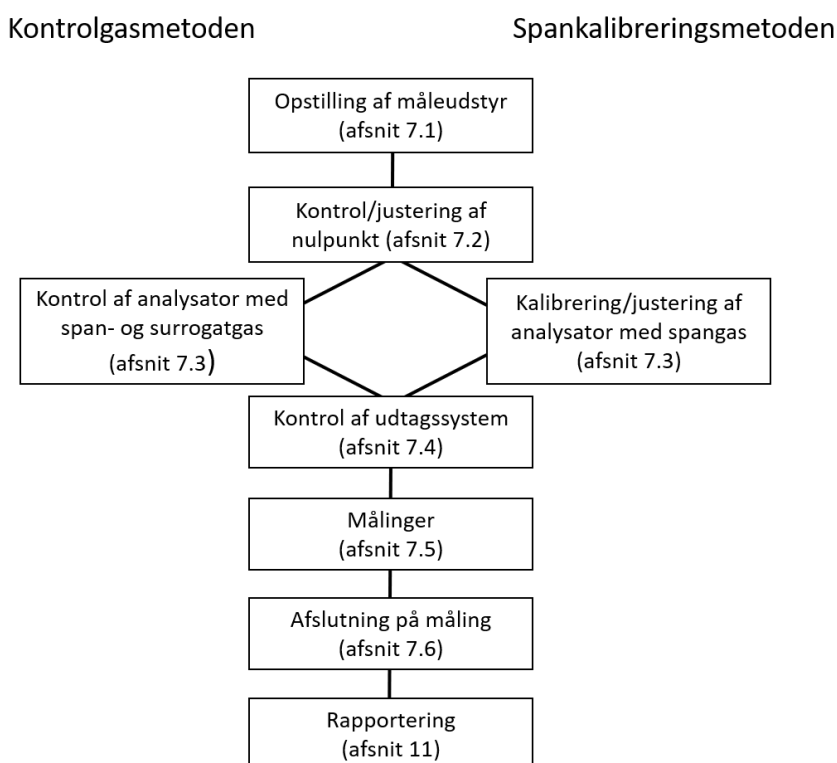 Kontrolgasmetoden
Spankalibreringsmetoden
Opstilling af måleudstyr
(afsnit 7.1)
Kontrol/justering af
nulpunkt (afsnit 7.2)
Kontrol af analysator med
span- og surrogatgas
(afsnit 7.3)
Kalibrering/justering af
analysator med spangas
(afsnit 7.3)
Kontrol af udtagssystem
(afsnit 7.4)
Målinger
(afsnit 7.5)
Afslutning på måling
(afsnit 7.6)
Rapportering
(afsnit 11)